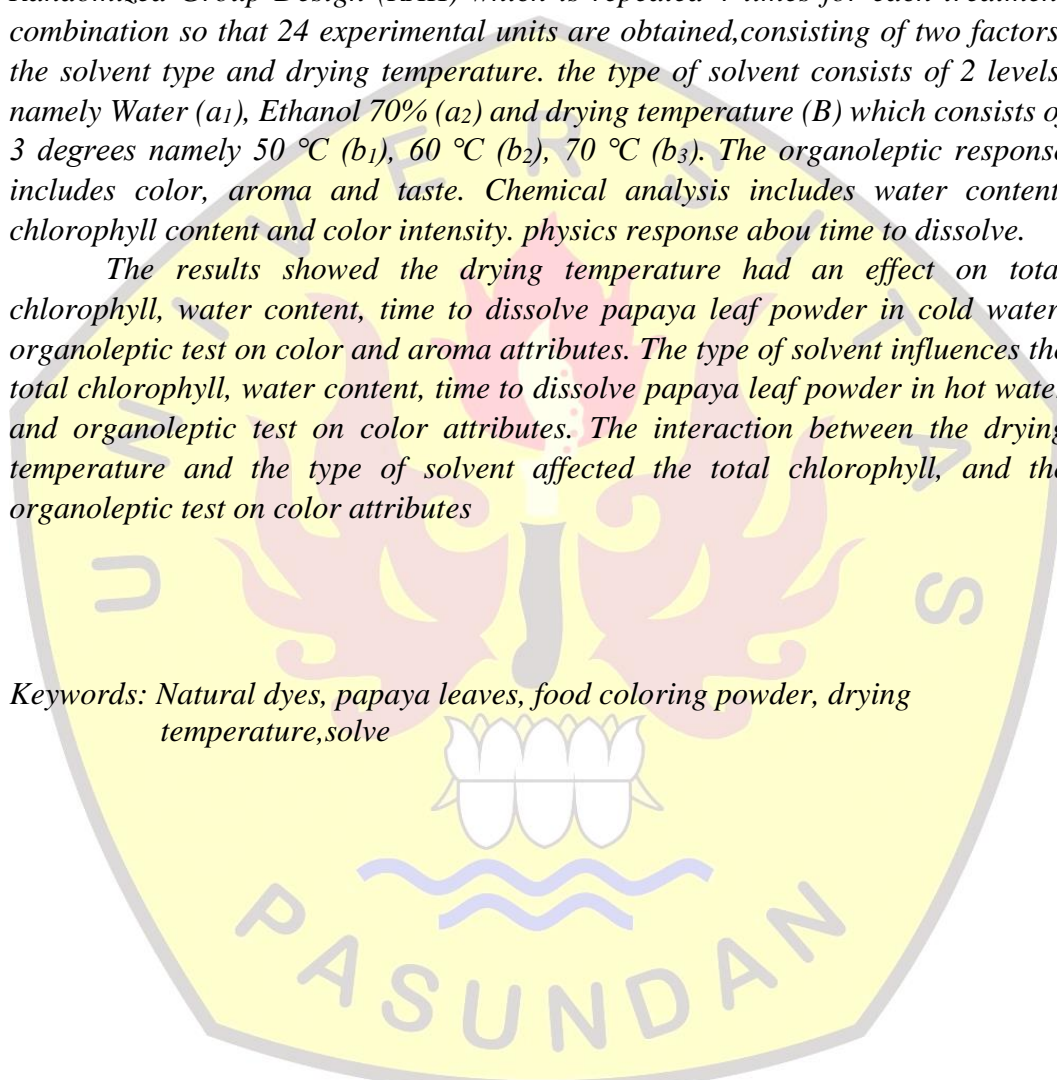 combination so that 24 experimental units are obtained,consisting of two factors
the solvent type and drying temperature. the type of solvent consists of 2 levels
namely Water (a1), Ethanol 70% (a2) and drying temperature (B) which consists
3 degrees namely 50 °C (b1), 60 °C (b2), 70 °C (b3). The organoleptic response
includes color, aroma and taste. Chemical analysis includes water content
chlorophyll content and color intensity. physics response abou time to dissolve.
The results showed the drying temperature had an effect on
chlorophyll, water content, time to dissolve papaya leaf powder in cold water
organoleptic test on color and aroma attributes. The type of solvent influences
total chlorophyll, water content, time to dissolve papaya leaf powder in hot
and organoleptic test on color attributes. The interaction between the drying
temperature and the type of solvent affected the total chlorophyll, and
organoleptic test on color attributes
Keywords: Natural dyes, papaya leaves, food coloring powder, drying
temperature,solve
UNIVERSITAS
PASUNDAN